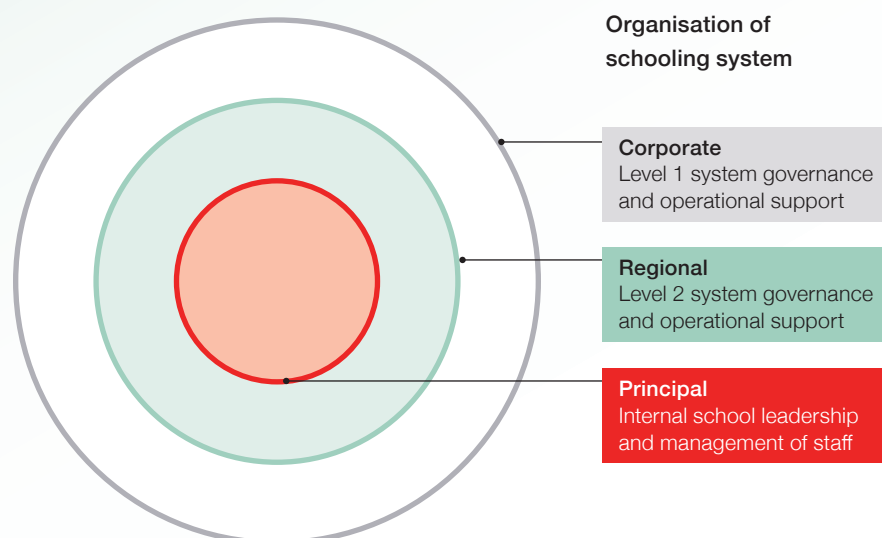 Organisation of
schooling system
Corporate
Level 1 system governance
and operational support
Regional
Level 2 system governance
and operational support
Principal
Internal school leadership
and management of staff